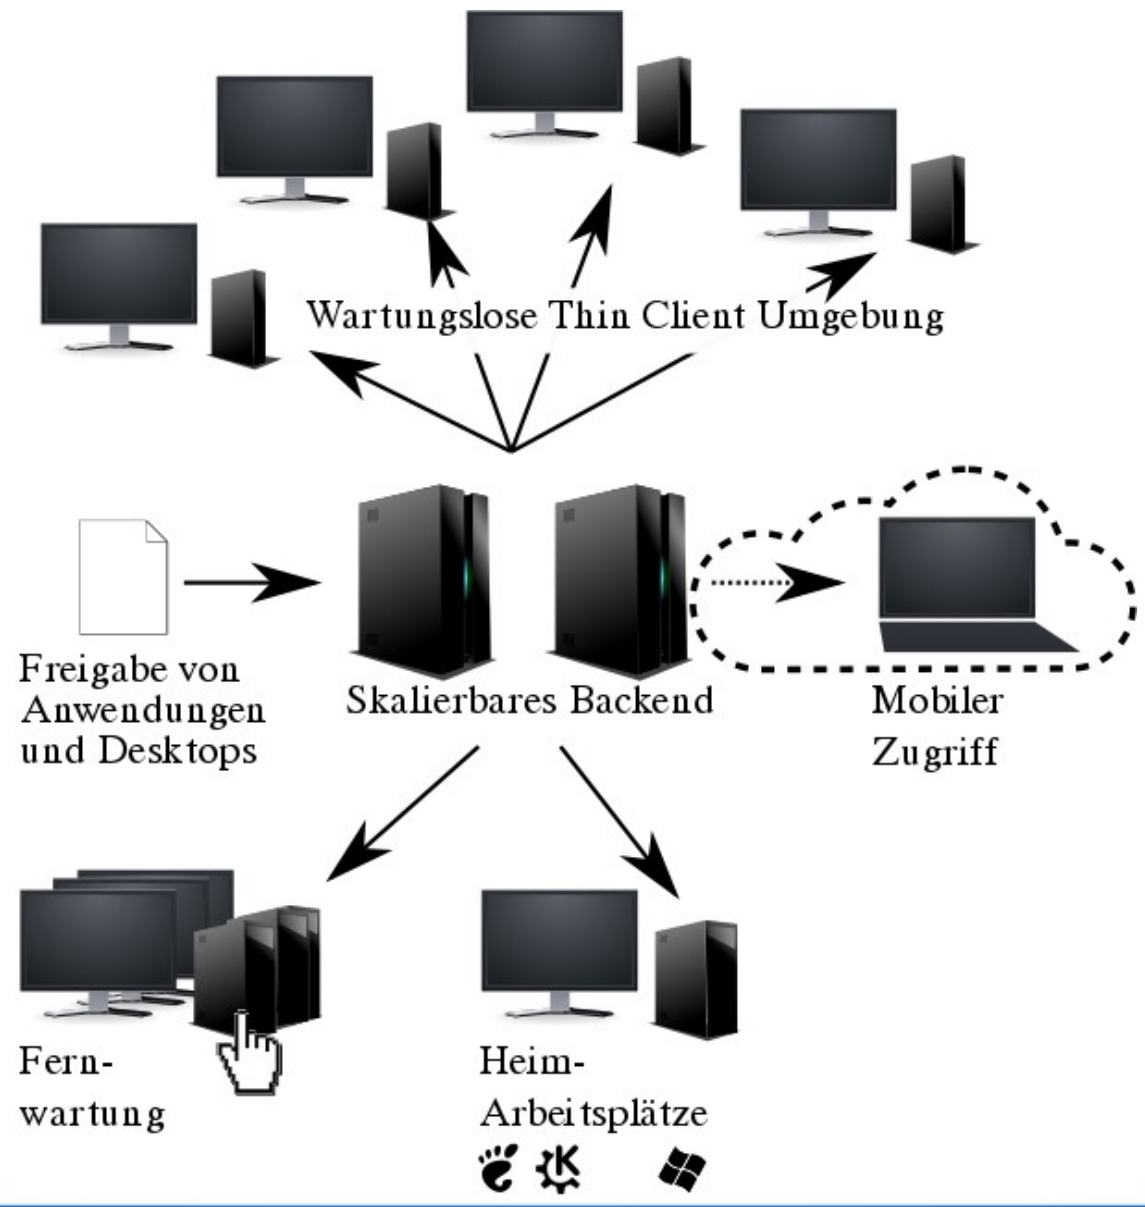 Wartungslose Thin Client Umgebung
Freigabe von
Anwendungen
und Desktops
Skalierbares Backend
Mobiler
Zugriff
Fern-
wartung
Heim-
Arbeitsplätze